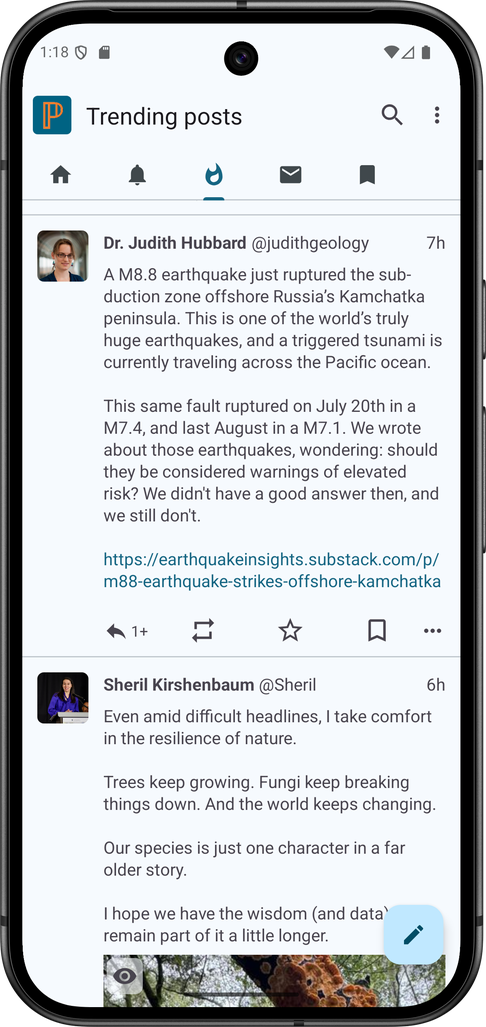 1:18
Trending posts
Dr. Judith Hubbard @judithgeology 7h
A M8.8 earthquake just ruptured the sub-
duction zone offshore Russia’s Kamchatka
peninsula. This is one of the world’s truly
huge earthquakes, and a triggered tsunami is
currently traveling across the Pacific ocean.
This same fault ruptured on July 20th in a
M7.4, and last August in a M7.1. We wrote
about those earthquakes, wondering: should
they be considered warnings of elevated
risk? We didn't have a good answer then, and
we still don't.
https://earthquakeinsights.substack.com/p/
m88-earthquake-strikes-offshore-kamchatka
1+
Sheril Kirshenbaum @Sheril 6h
Even amid difficult headlines, I take comfort
in the resilience of nature.
Trees keep growing. Fungi keep breaking
things down. And the world keeps changing.
Our species is just one character in a far
older story.
I hope we have the wisdom (and data)
remain part of it a little longer.